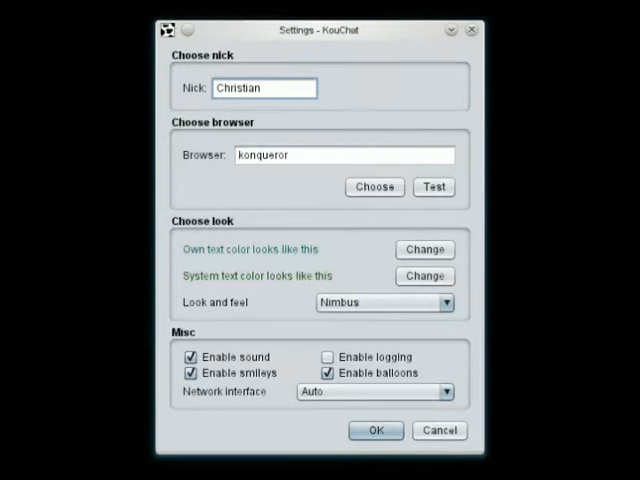 Settings - KouChat
Choose nick
Nick: Christian
Choose browser
Browser: konqueror
Choose Test
Choose look
Own text color looks like this Change
System text color looks like this Change
Look and feel Nimbus
Misc
Enable sound Enable logging
Enable smileys Enable balloons
Network interface Auto
OK Cancel